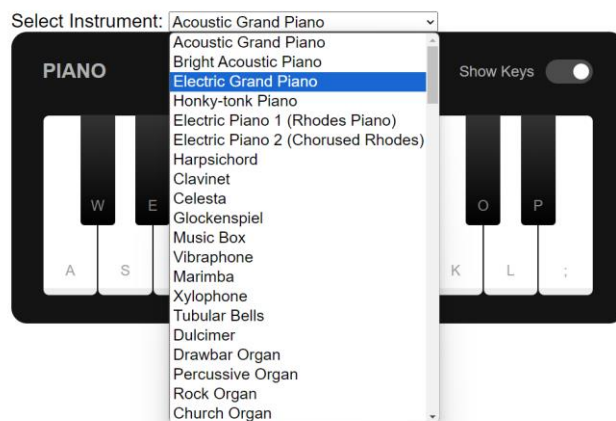 Select Instrument: Acoustic Grand Piano
PIANO
Show Keys
Acoustic Grand Piano
Bright Acoustic Piano
Electric Grand Piano
Honky-tonk Piano
Electric Piano 1 (Rhodes Piano)
Electric Piano 2 (Chorused Rhodes)
Harpsichord
Clavinet
Celesta
Glockenspiel
Music Box
Vibraphone
Marimba
Xylophone
Tubular Bells
Dulcimer
Drawbar Organ
Percussive Organ
Rock Organ
Church Organ
W E O P
A S K L ;